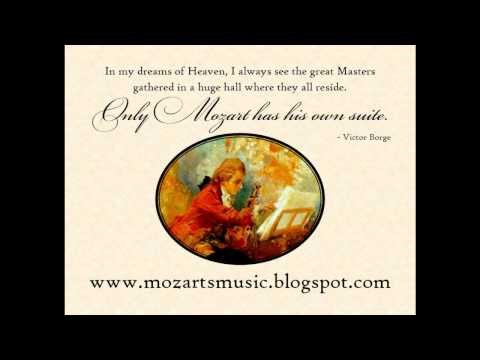 In my dreams of Heaven, I always see the great Masters
gathered in a huge hall where they all reside.
Only Mozart has his own suite.
~ Victor Borge
www.mozartsmusic.blogspot.com